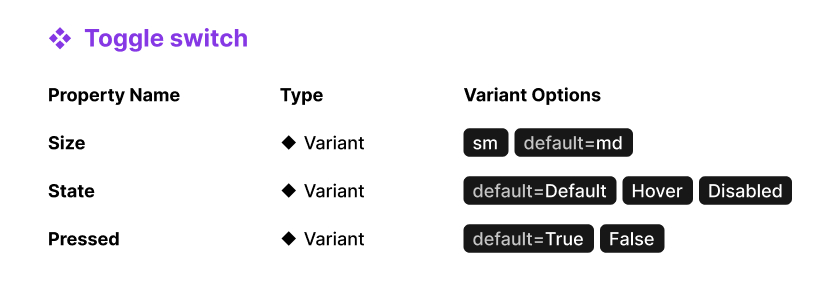 Toggle switch
Property Name Type Variant Options
Size Variant sm default=md
State Variant default=Default Hover Disabled
Pressed Variant default=True False